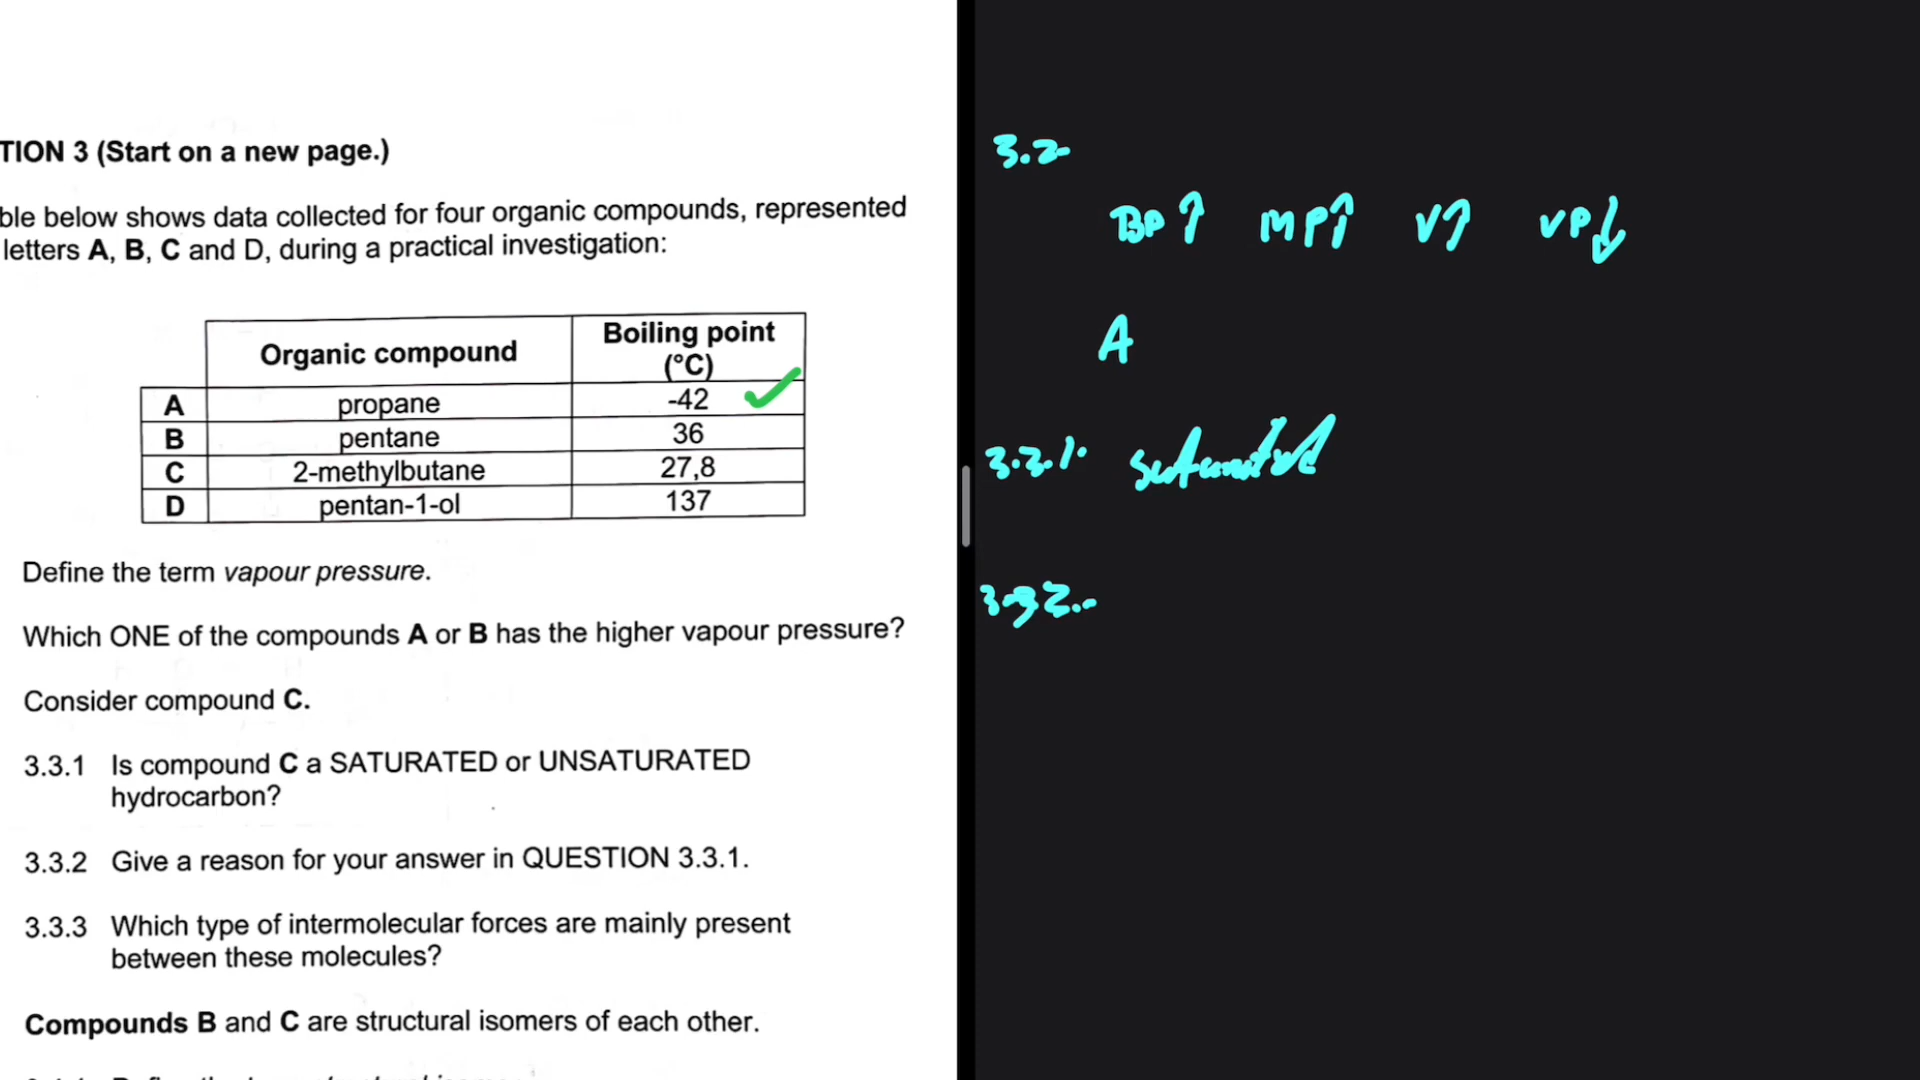 TION 3 (Start on a new page.)
ble below shows data collected for four organic compounds, represented
letters A, B, C and D, during a practical investigation:
Organic compound Boiling point (°C)
A propane -42
B pentane 36
C 2-methylbutane 27,8
D pentan-1-ol 137
Define the term vapour pressure.
Which ONE of the compounds A or B has the higher vapour pressure?
Consider compound C.
3.3.1 Is compound C a SATURATED or UNSATURATED
hydrocarbon?
3.3.2 Give a reason for your answer in QUESTION 3.3.1.
3.3.3 Which type of intermolecular forces are mainly present
between these molecules?
Compounds B and C are structural isomers of each other.
3.2
BP↑ MP↑ V↑ VP↓
A
3.3.1. saturated
3.32.